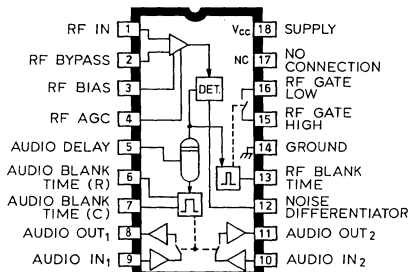 RF IN 1
RF BYPASS 2
RF BIAS 3
RF AGC 4
AUDIO DELAY 5
AUDIO BLANK TIME (R) 6
AUDIO BLANK TIME (C) 7
AUDIO OUT1 8
AUDIO IN1 9
DET.
VCC 18 SUPPLY
NC 17 NO CONNECTION
16 RF GATE LOW
15 RF GATE HIGH
14 GROUND
13 RF BLANK TIME
12 NOISE DIFFERENTIATOR
11 AUDIO OUT2
10 AUDIO IN2